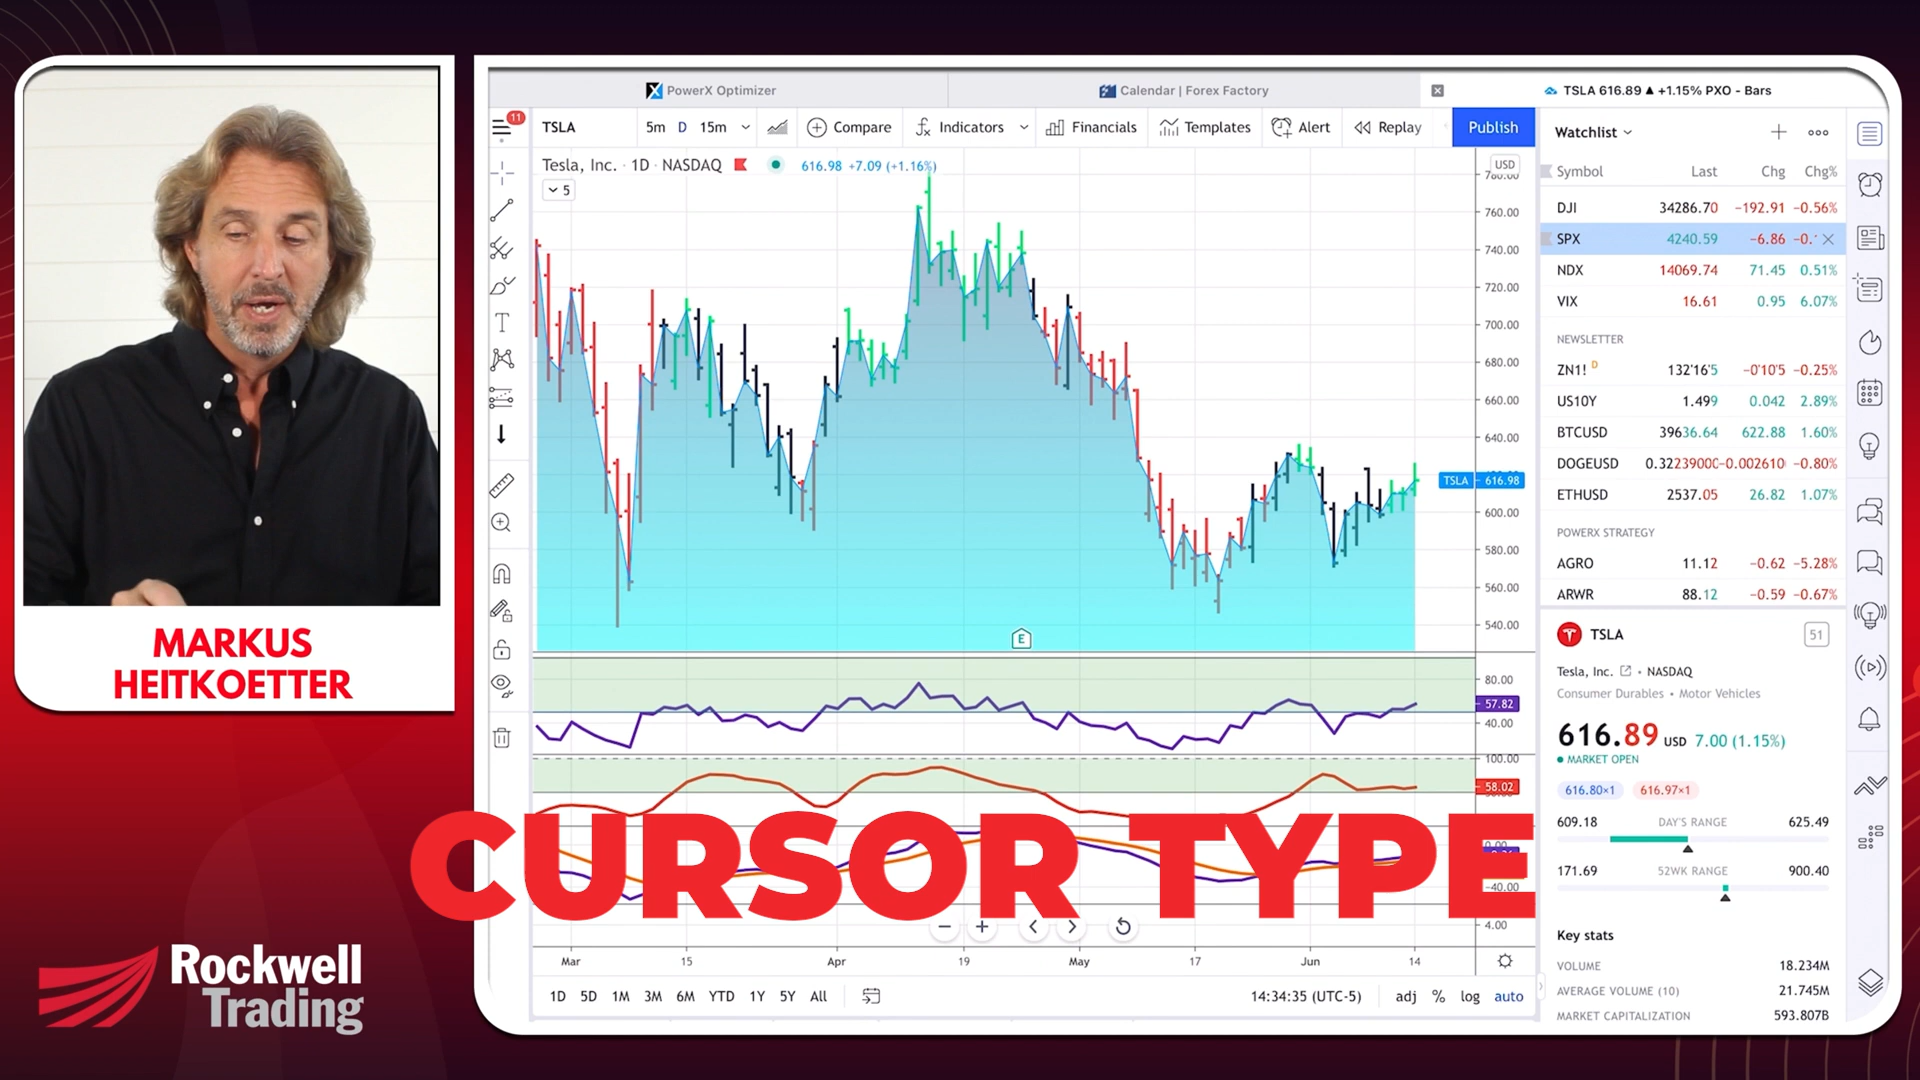 PowerX Optimizer
Calendar | Forex Factory
TSLA 616.89 ▲ +1.15% PXO - Bars
11
TSLA
5m D 15m
Compare
Indicators
Financials
Templates
Alert
Replay
Publish
Tesla, Inc. · 1D · NASDAQ
616.98 +7.09 (+1.16%)
5
USD
780.00
760.00
740.00
720.00
700.00
680.00
660.00
640.00
TSLA 616.98
600.00
580.00
560.00
540.00
E
80.00
57.82
40.00
100.00
58.02
CURSOR TYPE
-40.00
4.00
Mar 15 Apr 19 May 17 Jun 14
1D 5D 1M 3M 6M YTD 1Y 5Y All
14:34:35 (UTC-5)
adj % log auto
Watchlist
Symbol Last Chg Chg%
DJI 34286.70 −192.91 −0.56%
SPX 4240.59 −6.86
NDX 14069.74 71.45 0.51%
VIX 16.61 0.95 6.07%
NEWSLETTER
ZN1! D 132'16'5 −0'10'5 −0.25%
US10Y 1.499 0.042 2.89%
BTCUSD 39636.64 622.88 1.60%
DOGEUSD 0.3223900 −0.002610 −0.80%
ETHUSD 2537.05 26.82 1.07%
POWERX STRATEGY
AGRO 11.12 −0.62 −5.28%
ARWR 88.12 −0.59 −0.67%
TSLA
51
Tesla, Inc. • NASDAQ
Consumer Durables • Motor Vehicles
616.89 USD 7.00 (1.15%)
MARKET OPEN
616.80×1 616.97×1
609.18 DAY'S RANGE 625.49
171.69 52WK RANGE 900.40
Key stats
VOLUME 18.234M
AVERAGE VOLUME (10) 21.745M
MARKET CAPITALIZATION 593.807B
MARKUS
HEITKOETTER
Rockwell
Trading